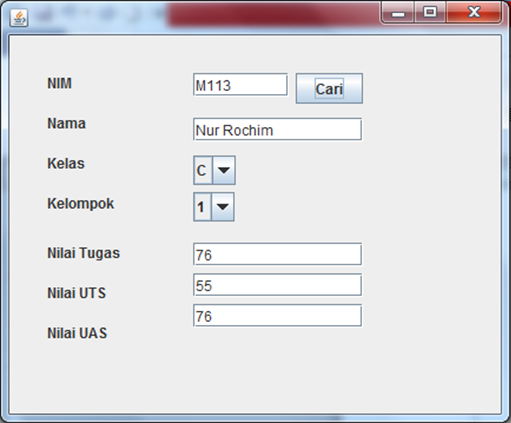 NIM M113 Cari
Nama Nur Rochim
Kelas C
Kelompok 1
Nilai Tugas 76
Nilai UTS 55
Nilai UAS 76